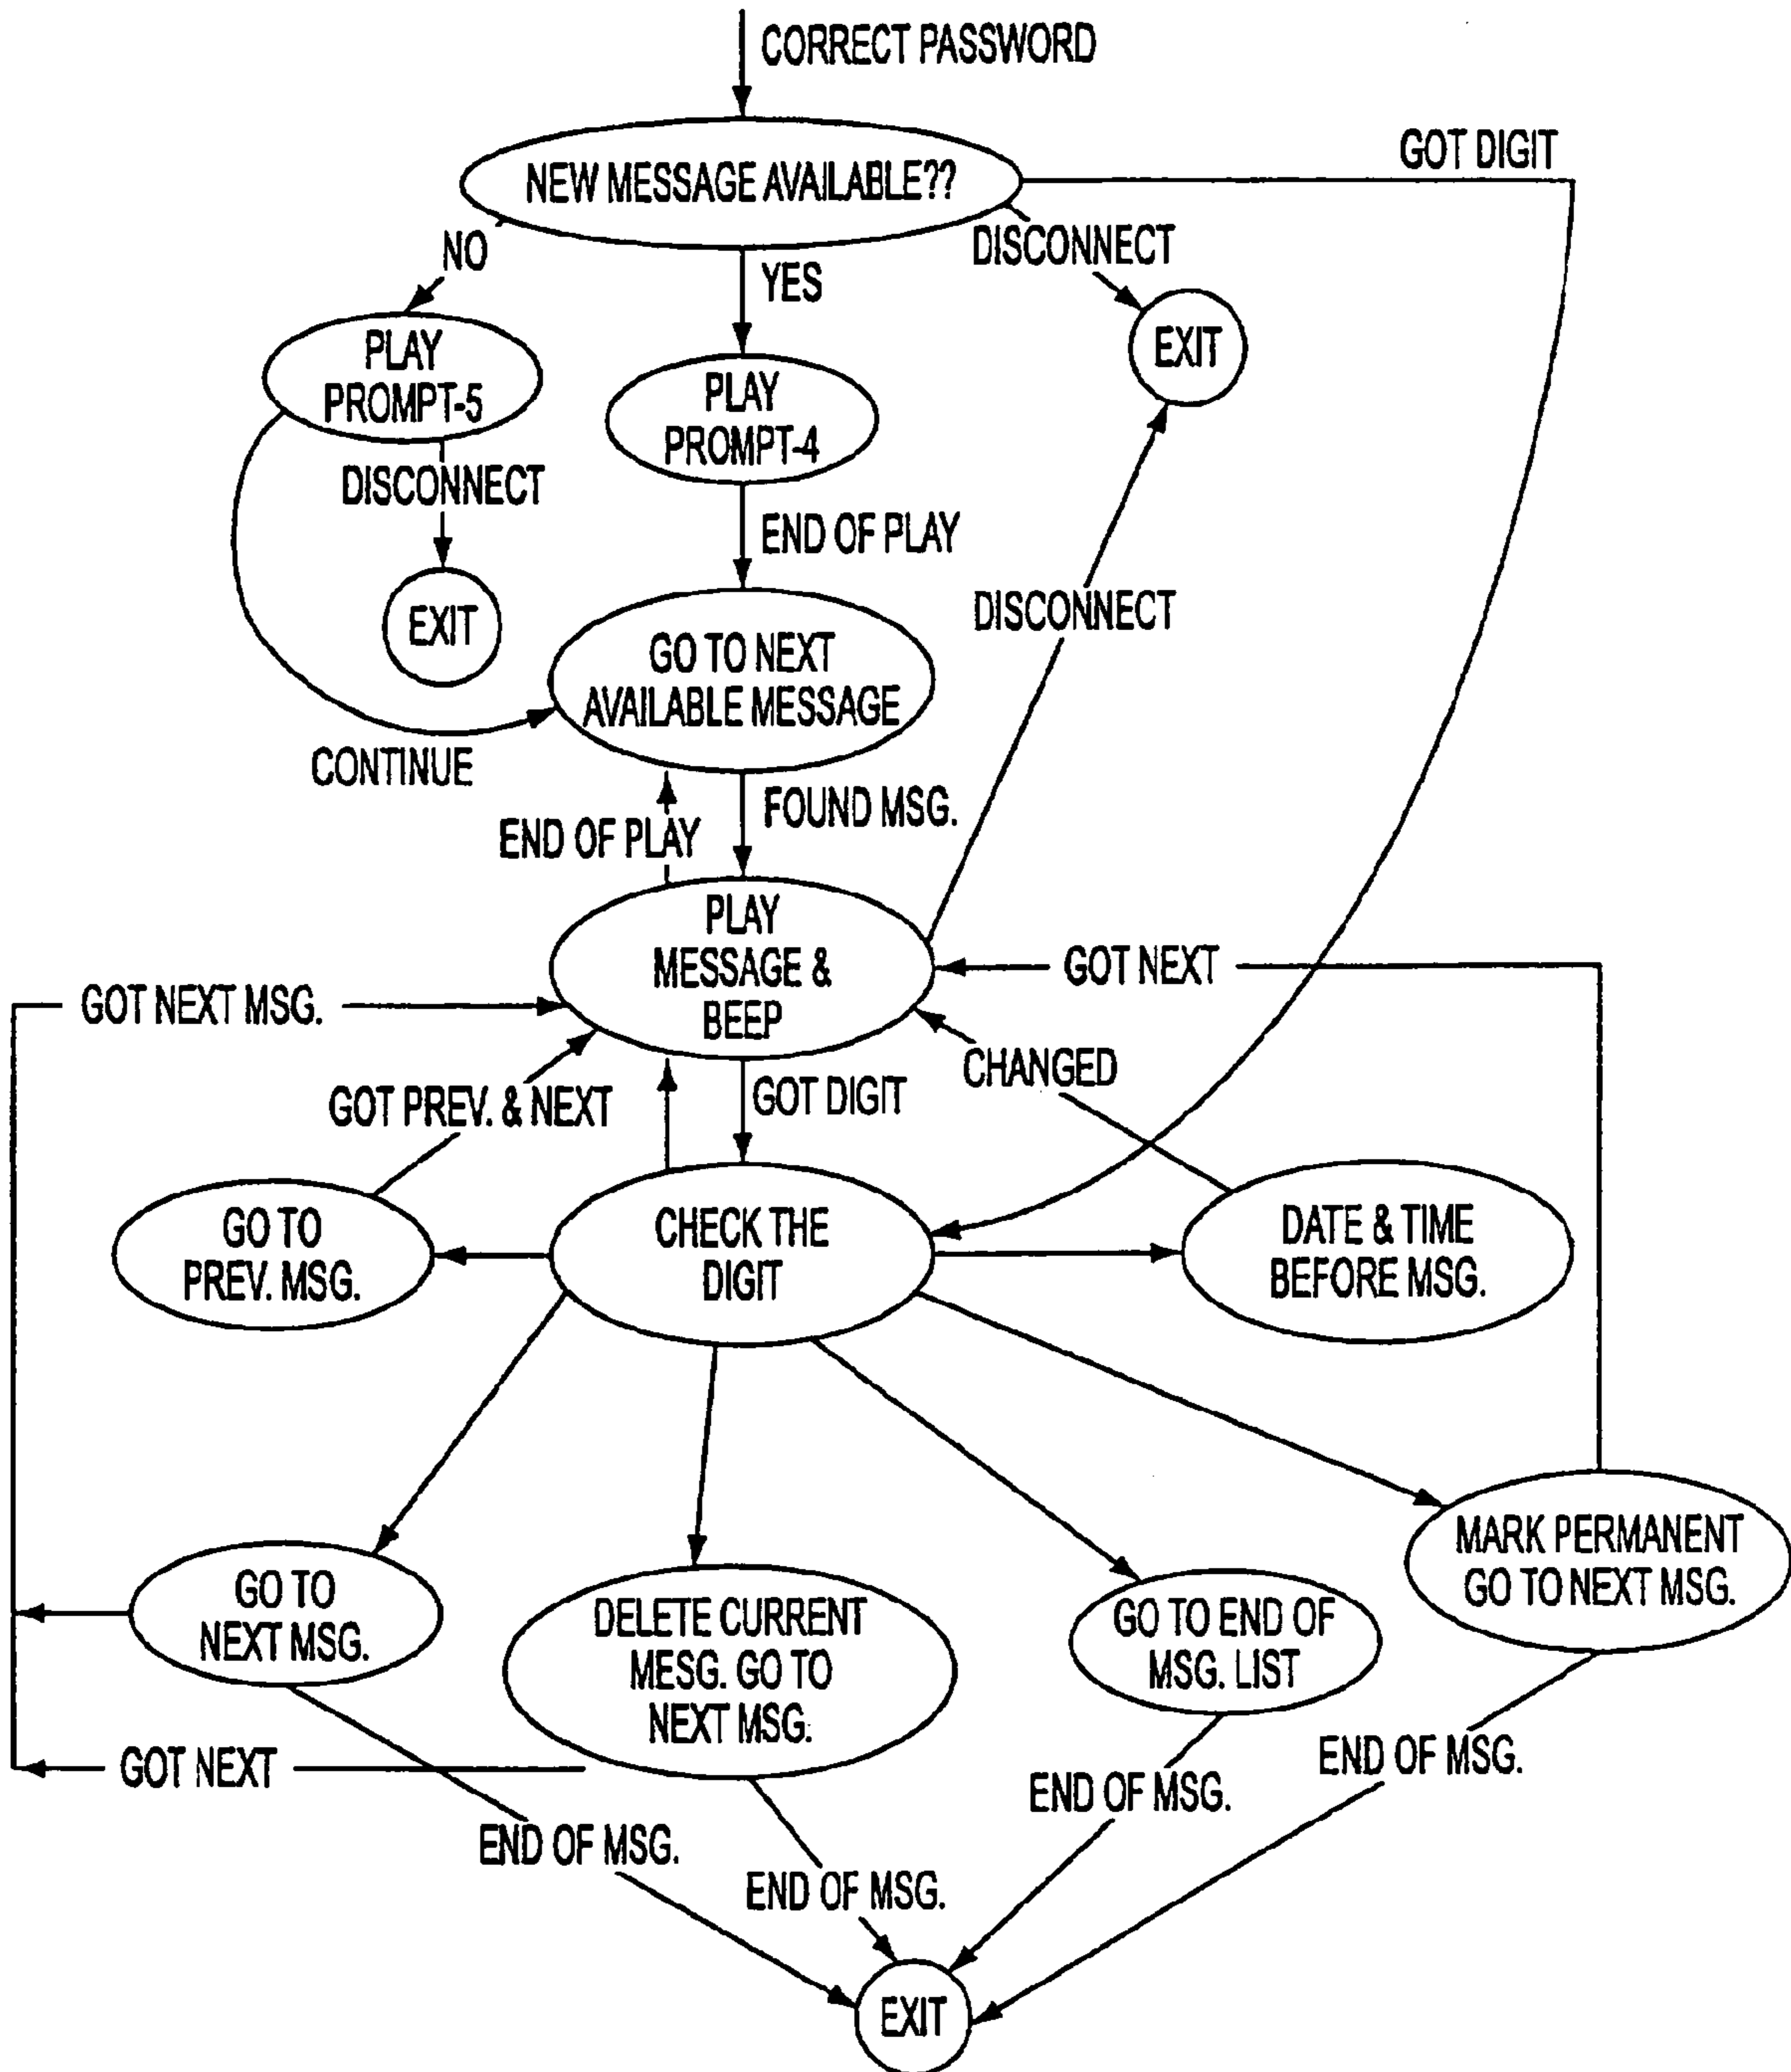 CORRECT PASSWORD
GOT DIGIT
NEW MESSAGE AVAILABLE??
NO
YES
DISCONNECT
PLAY
PROMPT-5
PLAY
PROMPT-4
EXIT
DISCONNECT
END OF PLAY
EXIT
DISCONNECT
GO TO NEXT
AVAILABLE MESSAGE
CONTINUE
END OF PLAY
FOUND MSG.
PLAY
MESSAGE &
BEEP
GOT NEXT
GOT NEXT MSG.
CHANGED
GOT PREV. & NEXT
GOT DIGIT
GO TO
PREV. MSG.
CHECK THE
DIGIT
DATE & TIME
BEFORE MSG.
MARK PERMANENT
GO TO NEXT MSG.
GO TO
NEXT MSG.
DELETE CURRENT
MESG. GO TO
NEXT MSG.
GO TO END OF
MSG. LIST
GOT NEXT
END OF MSG.
END OF MSG.
END OF MSG.
END OF MSG.
EXIT